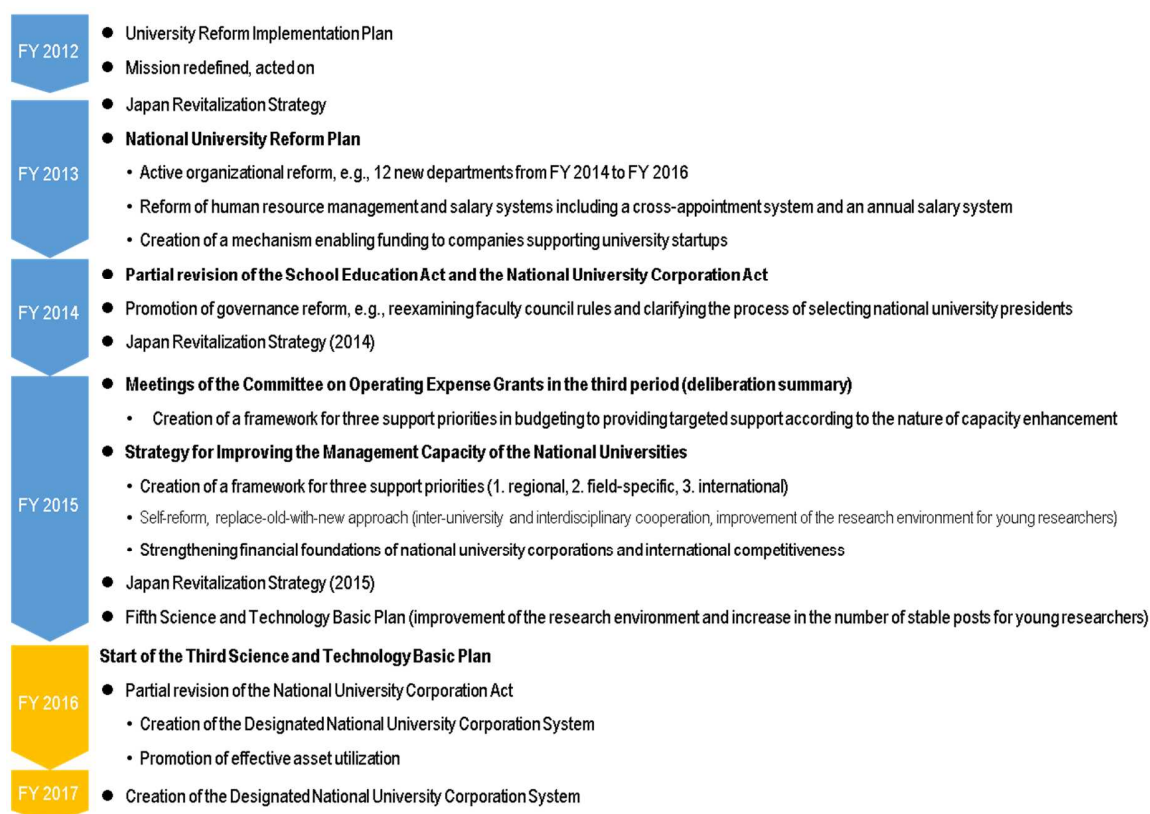 FY 2012
● University Reform Implementation Plan
● Mission redefined, acted on
FY 2013
● Japan Revitalization Strategy
● National University Reform Plan
• Active organizational reform, e.g., 12 new departments from FY 2014 to FY 2016
• Reform of human resource management and salary systems including a cross-appointment system and an annual salary system
• Creation of a mechanism enabling funding to companies supporting university startups
FY 2014
● Partial revision of the School Education Act and the National University Corporation Act
● Promotion of governance reform, e.g., reexamining faculty council rules and clarifying the process of selecting national university presidents
● Japan Revitalization Strategy (2014)
FY 2015
● Meetings of the Committee on Operating Expense Grants in the third period (deliberation summary)
• Creation of a framework for three support priorities in budgeting to providing targeted support according to the nature of capacity enhancement
● Strategy for Improving the Management Capacity of the National Universities
• Creation of a framework for three support priorities (1. regional, 2. field-specific, 3. international)
• Self-reform, replace-old-with-new approach (inter-university and interdisciplinary cooperation, improvement of the research environment for young researchers)
• Strengthening financial foundations of national university corporations and international competitiveness
● Japan Revitalization Strategy (2015)
● Fifth Science and Technology Basic Plan (improvement of the research environment and increase in the number of stable posts for young researchers)
FY 2016
Start of the Third Science and Technology Basic Plan
● Partial revision of the National University Corporation Act
• Creation of the Designated National University Corporation System
• Promotion of effective asset utilization
FY 2017
● Creation of the Designated National University Corporation System